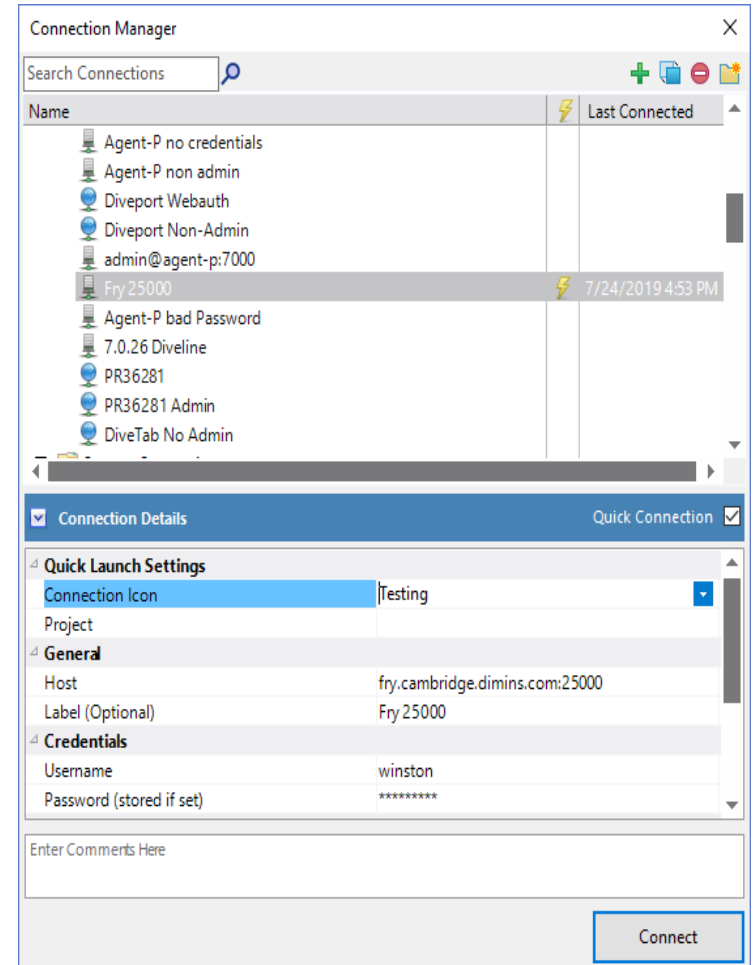 Connection Manager
Search Connections
Name Last Connected
Agent-P no credentials
Agent-P non admin
Diveport Webauth
Diveport Non-Admin
admin@agent-p:7000
Fry 25000 7/24/2019 4:53 PM
Agent-P bad Password
7.0.26 Diveline
PR36281
PR36281 Admin
DiveTab No Admin
Connection Details Quick Connection
Quick Launch Settings
Connection Icon Testing
Project
General
Host fry.cambridge.dimins.com:25000
Label (Optional) Fry 25000
Credentials
Username winston
Password (stored if set) *********
Enter Comments Here
Connect